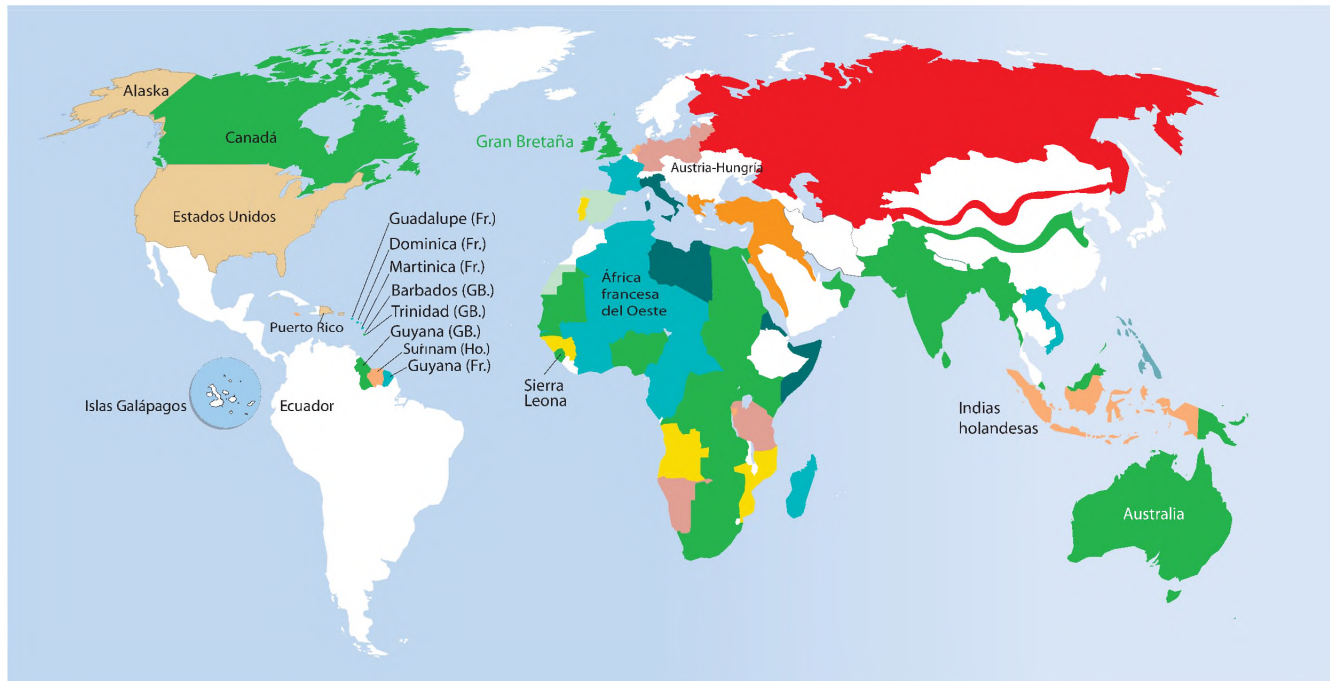 Alaska
Canadá
Gran Bretaña
Austria-Hungría
Estados Unidos
Guadalupe (Fr.)
Dominica (Fr.)
Martinica (Fr.)
Barbados (GB.)
Trinidad (GB.)
Guyana (GB.)
Surinam (Ho.)
Guyana (Fr.)
Puerto Rico
África
francesa
del Oeste
Sierra
Leona
Islas Galápagos
Ecuador
Indias
holandesas
Australia